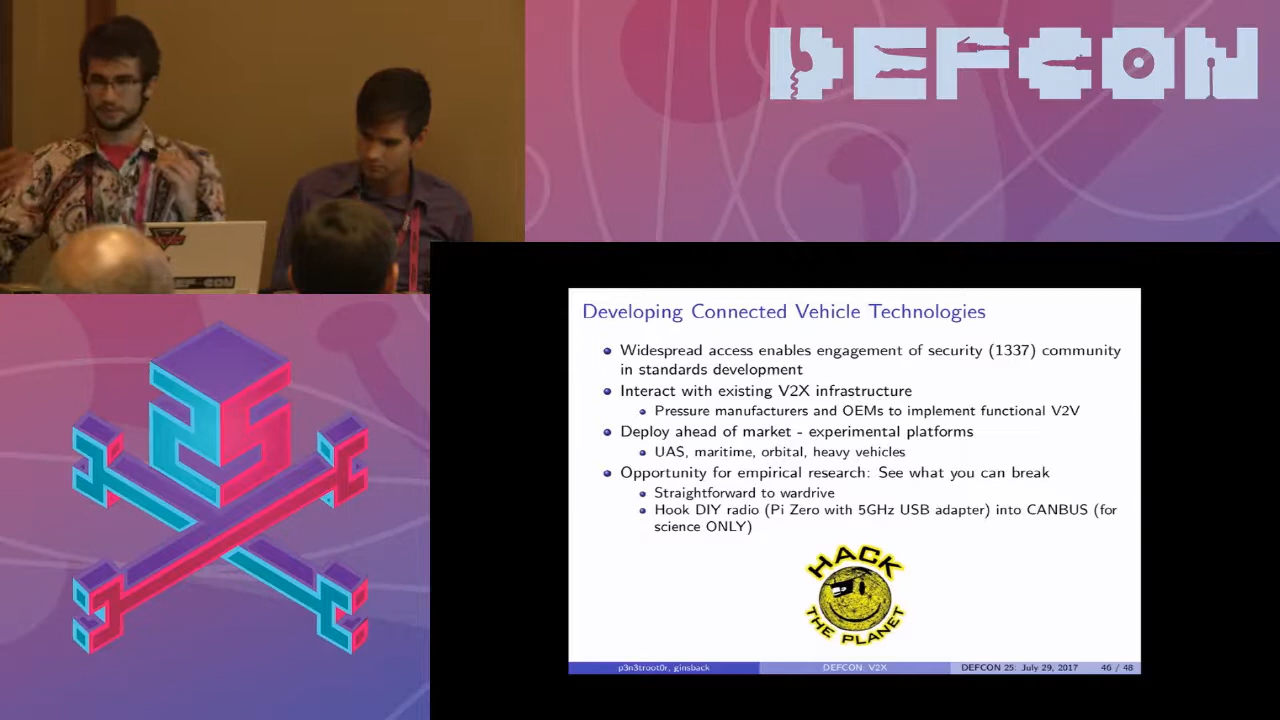 DEFCON
DEF CON
25
Developing Connected Vehicle Technologies
Widespread access enables engagement of security (1337) community
in standards development
Interact with existing V2X infrastructure
Pressure manufacturers and OEMs to implement functional V2V
Deploy ahead of market - experimental platforms
UAS, maritime, orbital, heavy vehicles
Opportunity for empirical research: See what you can break
Straightforward to wardrive
Hook DIY radio (Pi Zero with 5GHz USB adapter) into CANBUS (for
science ONLY)
HACK
THE PLANET
p3n3troot0r, ginsback
DEFCON: V2X
DEFCON 25: July 29, 2017
46 / 48